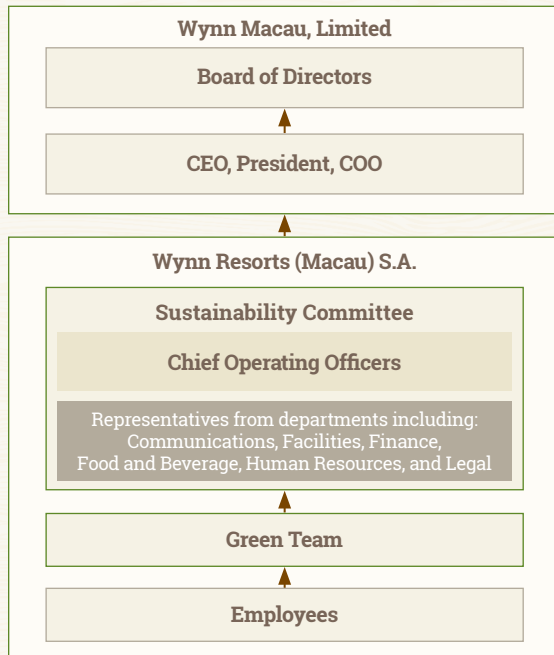 Wynn Macau, Limited
Board of Directors
CEO, President, COO
Wynn Resorts (Macau) S.A.
Sustainability Committee
Chief Operating Officers
Representatives from departments including:
Communications, Facilities, Finance,
Food and Beverage, Human Resources, and Legal
Green Team
Employees